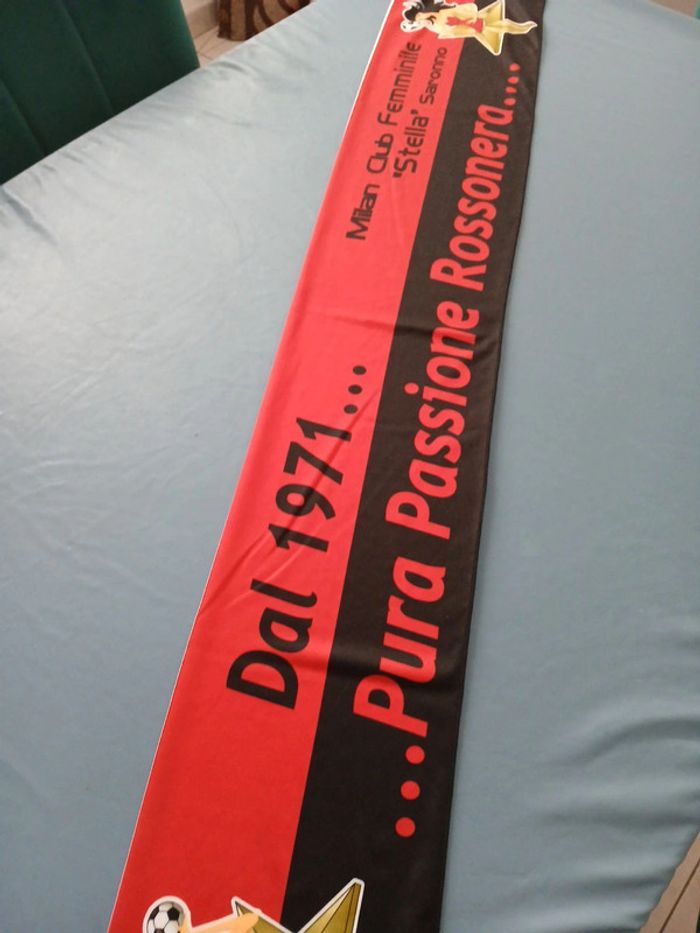 Dal 1971...
Milan Club Femminile
'Stella' Saronno
...Pura Passione Rossonera....